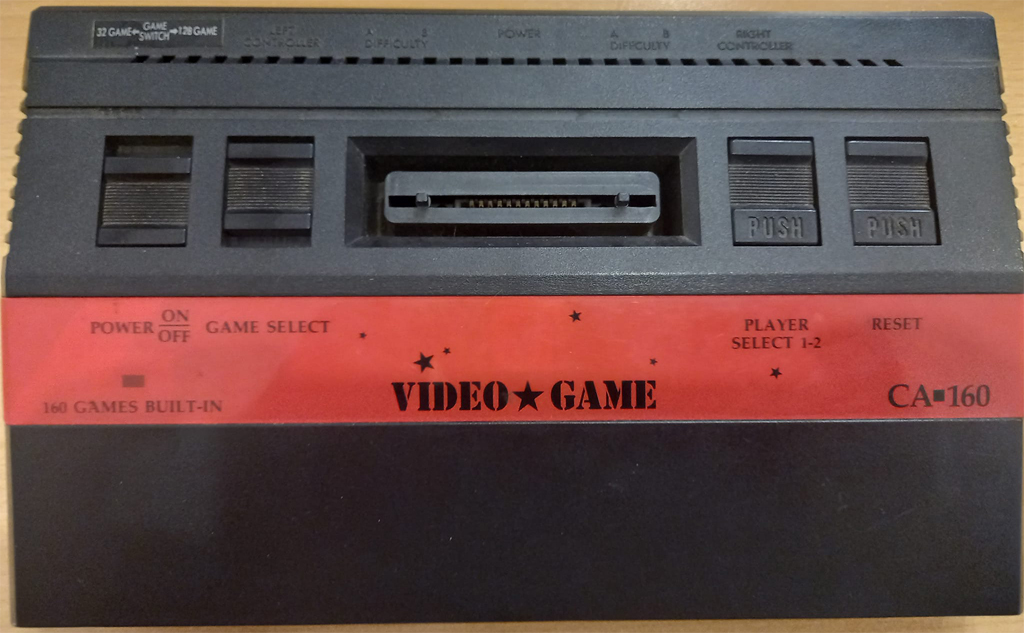 32 GAME←GAME SWITCH→128 GAME
LEFT CONTROLLER
A B
DIFFICULTY
POWER
A B
DIFFICULTY
RIGHT CONTROLLER
PUSH
PUSH
POWER ON/OFF
GAME SELECT
PLAYER
SELECT 1-2
RESET
160 GAMES BUILT-IN
VIDEO★GAME
CA▪160